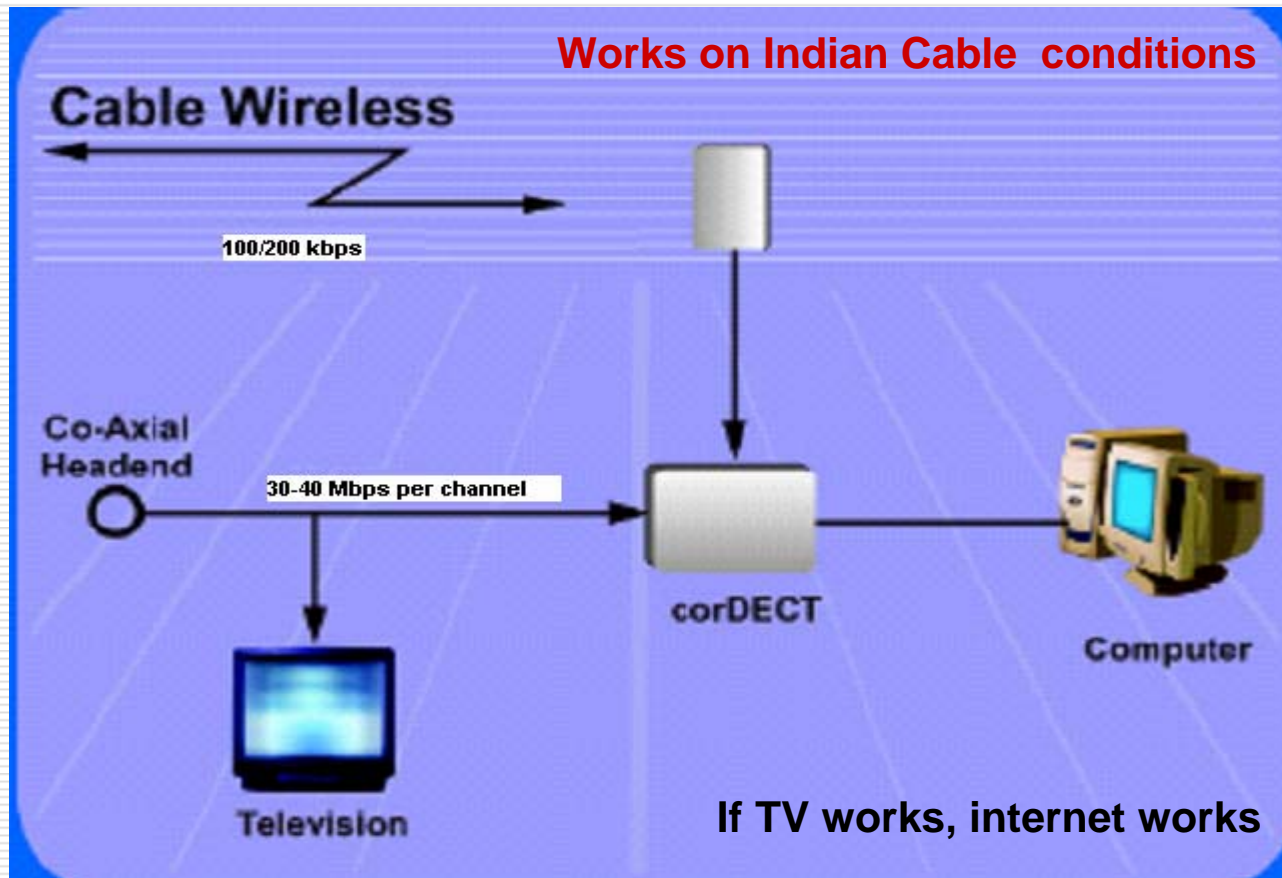 Works on Indian Cable conditions
Cable Wireless
100/200 kbps
Co-Axial
Headend
30-40 Mbps per channel
corDECT
Computer
Television
If TV works, internet works